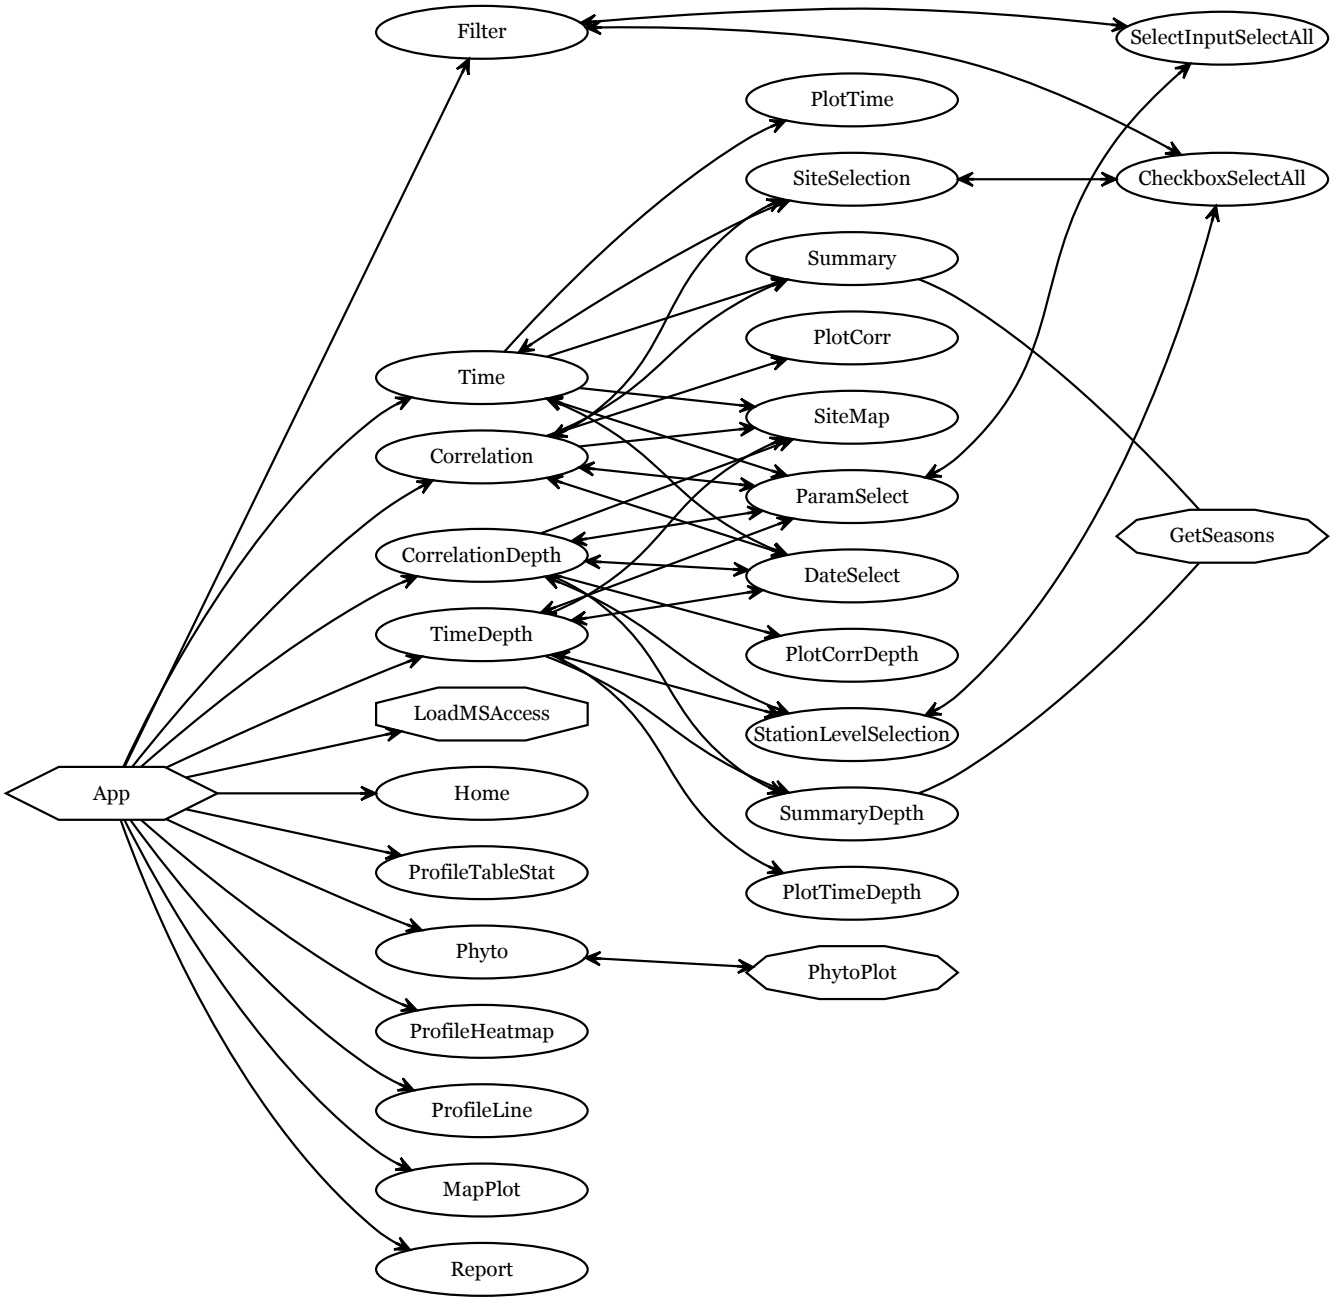 Filter
SelectInputSelectAll
PlotTime
SiteSelection
CheckboxSelectAll
Summary
PlotCorr
Time
SiteMap
Correlation
ParamSelect
GetSeasons
CorrelationDepth
DateSelect
TimeDepth
PlotCorrDepth
LoadMSAccess
StationLevelSelection
App
Home
SummaryDepth
ProfileTableStat
PlotTimeDepth
Phyto
PhytoPlot
ProfileHeatmap
ProfileLine
MapPlot
Report